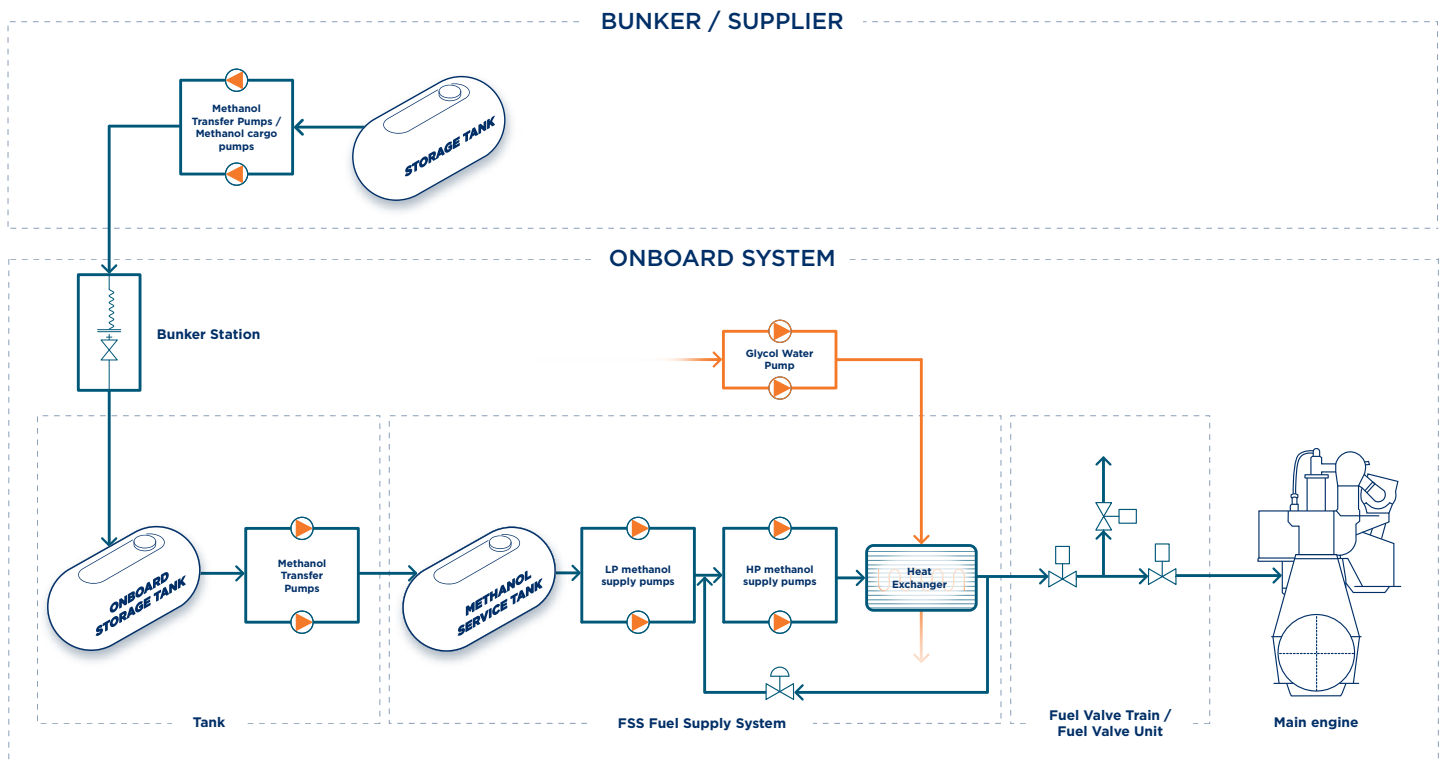 BUNKER / SUPPLIER
Methanol
Transfer Pumps /
Methanol cargo
pumps
STORAGE TANK
ONBOARD SYSTEM
Bunker Station
Glycol Water
Pump
ONBOARD
STORAGE TANK
Methanol
Transfer
Pumps
METHANOL
SERVICE TANK
LP methanol
supply pumps
HP methanol
supply pumps
Heat
Exchanger
Tank
FSS Fuel Supply System
Fuel Valve Train /
Fuel Valve Unit
Main engine